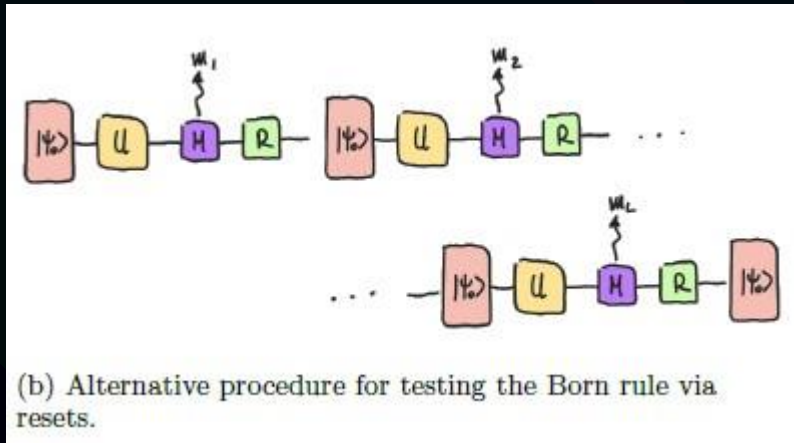 m₁ m₂
|ψ₀⟩ U M R |ψ₀⟩ U M R ...
m_L
... |ψ₀⟩ U M R |ψ₀⟩
(b) Alternative procedure for testing the Born rule via
resets.